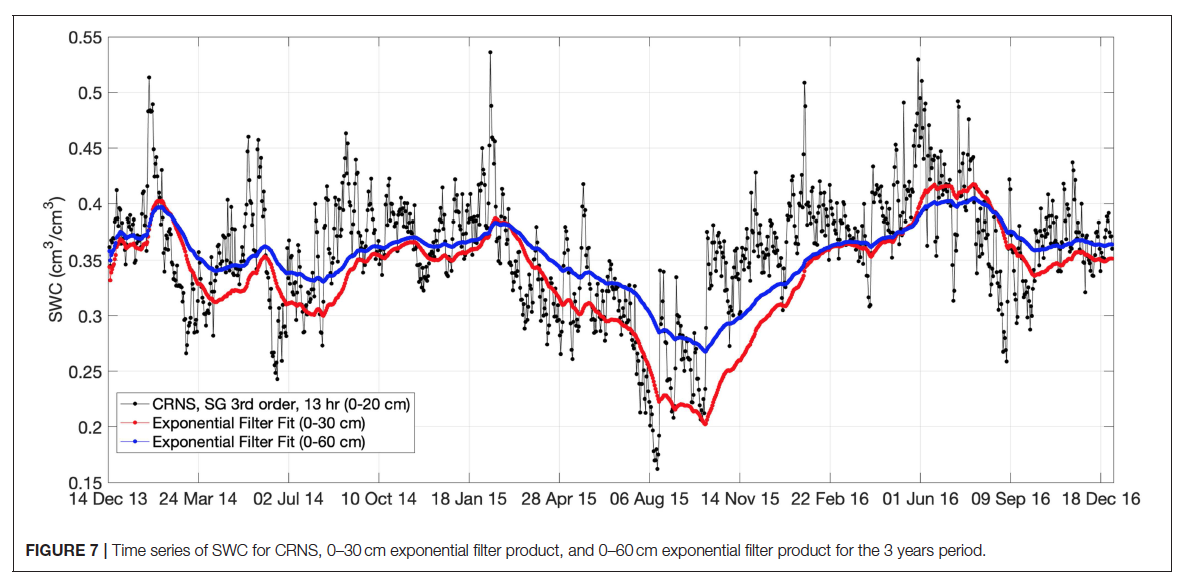 0.55
0.5
0.45
0.4
0.35
0.3
0.25
0.2
0.15
SWC (cm³/cm³)
CRNS, SG 3rd order, 13 hr (0-20 cm)
Exponential Filter Fit (0-30 cm)
Exponential Filter Fit (0-60 cm)
14 Dec 13 24 Mar 14 02 Jul 14 10 Oct 14 18 Jan 15 28 Apr 15 06 Aug 15 14 Nov 15 22 Feb 16 01 Jun 16 09 Sep 16 18 Dec 16
FIGURE 7 | Time series of SWC for CRNS, 0–30 cm exponential filter product, and 0–60 cm exponential filter product for the 3 years period.